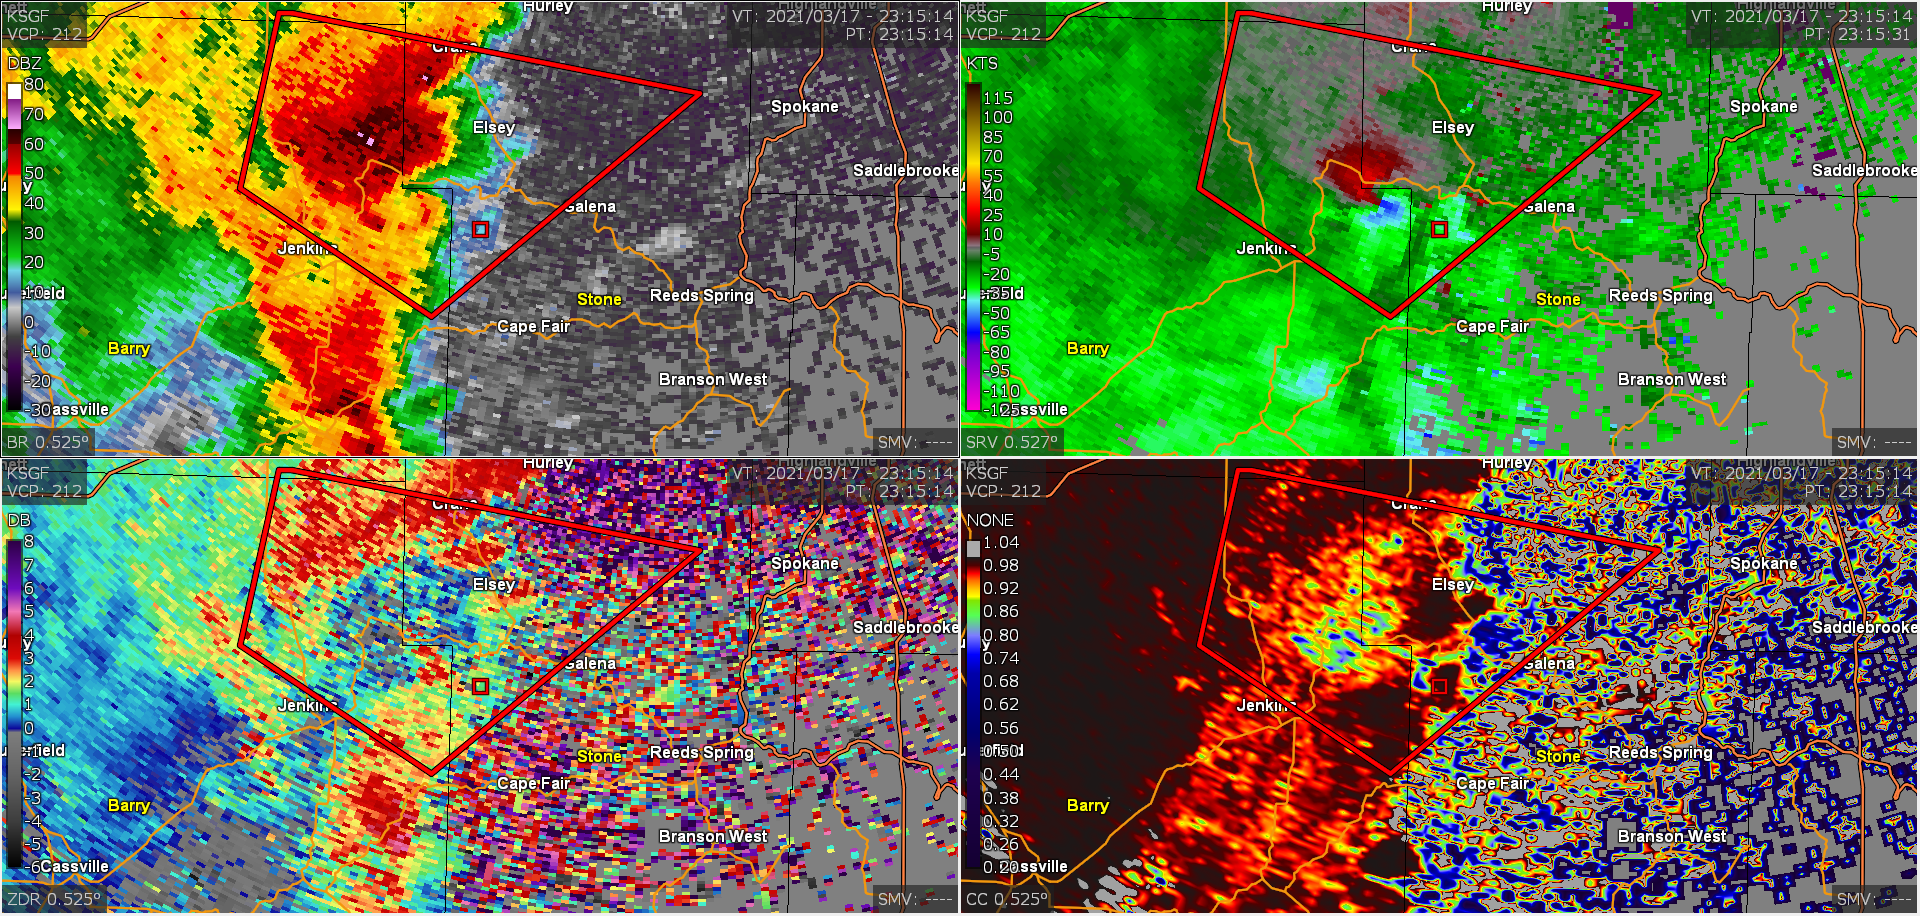 KSGF
VCP: 212
VT: 2021/03/17 - 23:15:14
PT: 23:15:14
DBZ
80
70
60
50
40
30
20
10
0
-10
-20
-30
Hurley
Crane
Elsey
Spokane
Saddlebrooke
Galena
Jenkins
Stone
Reeds Spring
Cape Fair
Barry
Branson West
assville
BR 0.525°
SMV: ----
KSGF
VCP: 212
VT: 2021/03/17 - 23:15:14
PT: 23:15:31
KTS
115
100
85
70
55
40
25
10
-5
-20
-35
-50
-65
-80
-95
-110
-125
Hurley
Crane
Elsey
Spokane
Saddlebrooke
Galena
Jenkins
Stone
Reeds Spring
Cape Fair
Barry
Branson West
ssville
SRV 0.527°
SMV: ----
KSGF
VCP: 212
VT: 2021/03/17 - 23:15:14
PT: 23:15:14
DB
8
7
6
5
4
3
2
1
0
-1
-2
-3
-4
-5
-6
Hurley
Crane
Elsey
Spokane
Saddlebrooke
Galena
Jenkins
Stone
Reeds Spring
Cape Fair
Barry
Branson West
Cassville
ZDR 0.525°
SMV: ----
KSGF
VCP: 212
VT: 2021/03/17 - 23:15:14
PT: 23:15:14
NONE
1.04
0.98
0.92
0.86
0.80
0.74
0.68
0.62
0.56
0.50
0.44
0.38
0.32
0.26
0.20
Hurley
Crane
Elsey
Spokane
Saddlebrooke
Galena
Jenkins
Stone
Reeds Spring
Cape Fair
Barry
Branson West
assville
CC 0.525°
SMV: ----